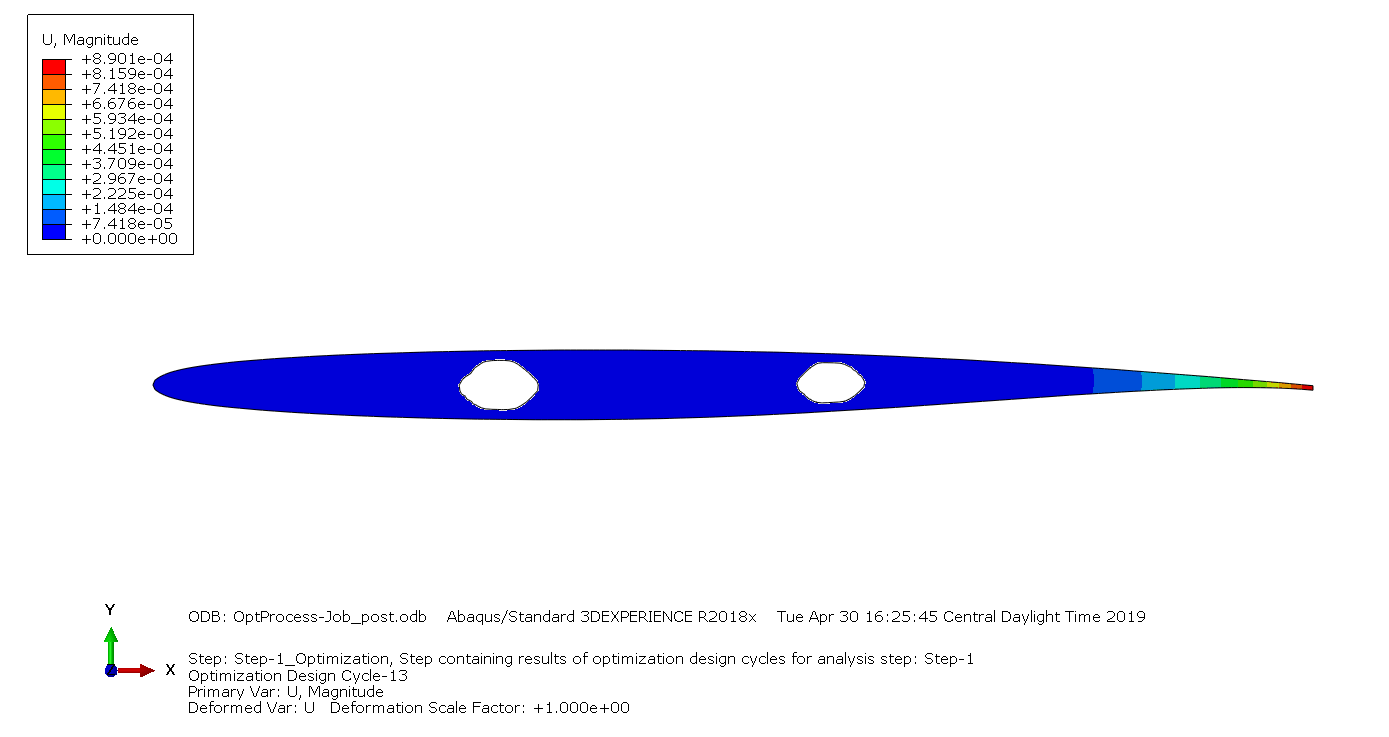 U, Magnitude
+8.901e-04
+8.159e-04
+7.418e-04
+6.676e-04
+5.934e-04
+5.192e-04
+4.451e-04
+3.709e-04
+2.967e-04
+2.225e-04
+1.484e-04
+7.418e-05
+0.000e+00
Y
X
ODB: OptProcess-Job_post.odb    Abaqus/Standard 3DEXPERIENCE R2018x    Tue Apr 30 16:25:45 Central Daylight Time 2019
Step: Step-1_Optimization, Step containing results of optimization design cycles for analysis step: Step-1
Optimization Design Cycle-13
Primary Var: U, Magnitude
Deformed Var: U   Deformation Scale Factor: +1.000e+00